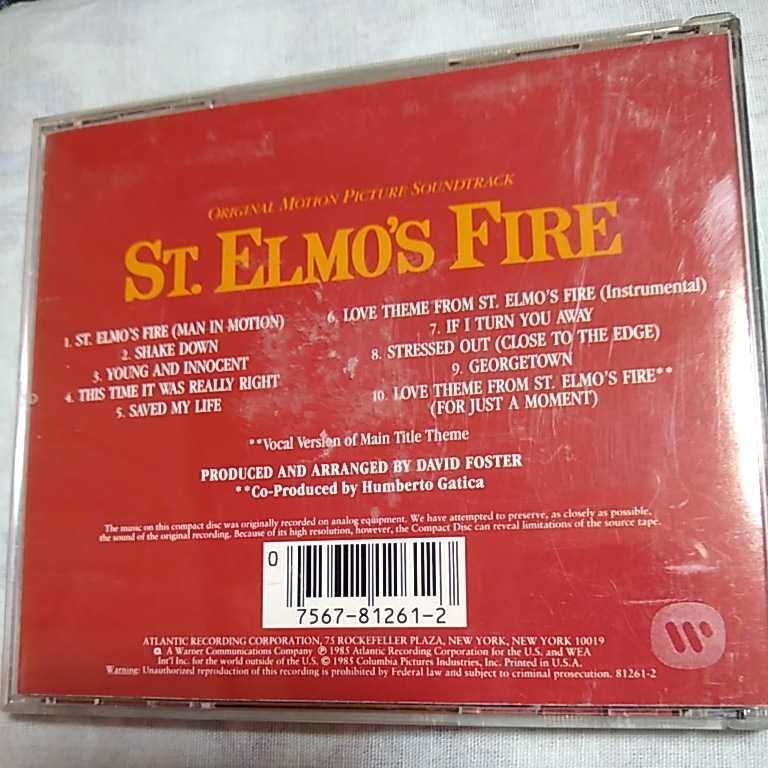 ORIGINAL MOTION PICTURE SOUNDTRACK
ST. ELMO'S FIRE
1. ST. ELMO'S FIRE (MAN IN MOTION)
2. SHAKE DOWN
3. YOUNG AND INNOCENT
4. THIS TIME IT WAS REALLY RIGHT
5. SAVED MY LIFE
6. LOVE THEME FROM ST. ELMO'S FIRE (Instrumental)
7. IF I TURN YOU AWAY
8. STRESSED OUT (CLOSE TO THE EDGE)
9. GEORGETOWN
10. LOVE THEME FROM ST. ELMO'S FIRE**
(FOR JUST A MOMENT)
**Vocal Version of Main Title Theme
PRODUCED AND ARRANGED BY DAVID FOSTER
**Co-Produced by Humberto Gatica
The music on this compact disc was originally recorded on analog equipment. We have attempted to preserve, as closely as possible,
the sound of the original recording. Because of its high resolution, however, the Compact Disc can reveal limitations of the source tape.
0
7567-81261-2
ATLANTIC RECORDING CORPORATION, 75 ROCKEFELLER PLAZA, NEW YORK, NEW YORK 10019
A Warner Communications Company ℗ 1985 Atlantic Recording Corporation for the U.S. and WEA
Int'l Inc. for the world outside of the U.S. © 1985 Columbia Pictures Industries, Inc. Printed in U.S.A.
Warning: Unauthorized reproduction of this recording is prohibited by Federal law and subject to criminal prosecution. 81261-2